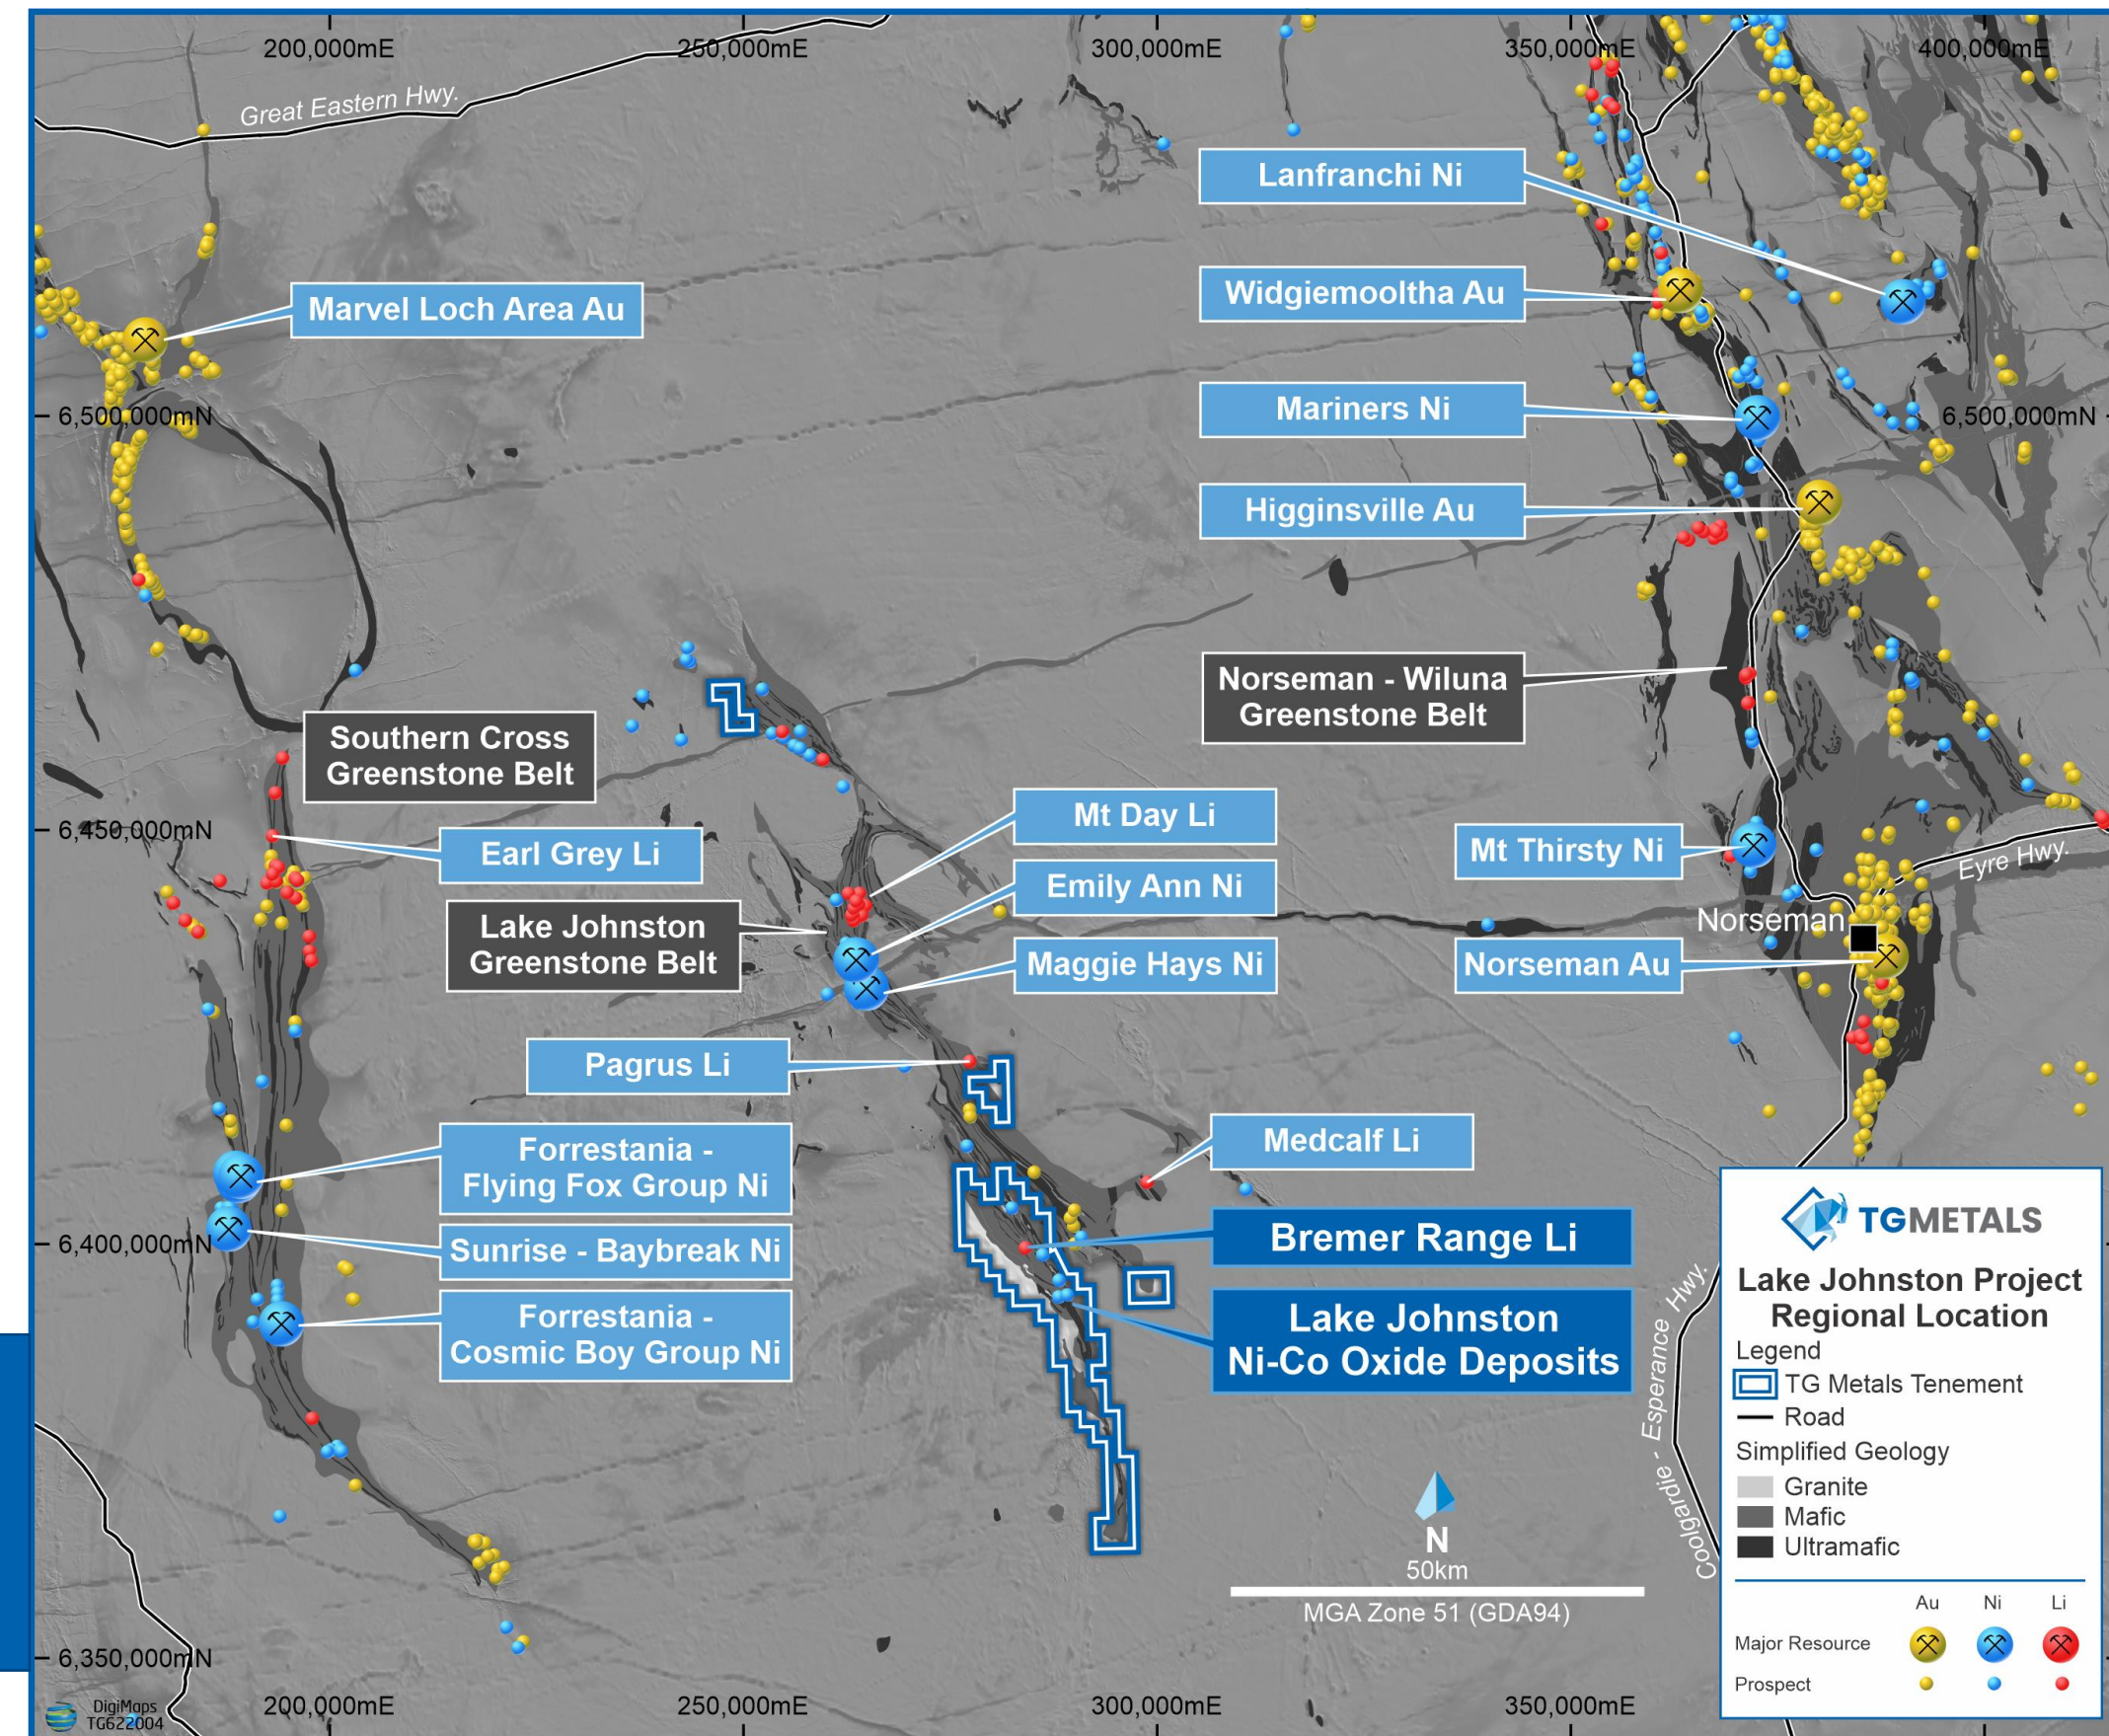 200,000mE
250,000mE
300,000mE
350,000mE
400,000mE
Great Eastern Hwy.
Lanfranchi Ni
Widgiemooltha Au
Marvel Loch Area Au
Mariners Ni
6,500,000mN
6,500,000mN
Higginsville Au
Norseman - Wiluna
Greenstone Belt
Southern Cross
Greenstone Belt
Mt Day Li
6,450,000mN
Earl Grey Li
Mt Thirsty Ni
Eyre Hwy.
Emily Ann Ni
Lake Johnston
Greenstone Belt
Norseman
Maggie Hays Ni
Norseman Au
Pagrus Li
Medcalf Li
Forrestania -
Flying Fox Group Ni
Bremer Range Li
6,400,000mN
Sunrise - Baybreak Ni
Forrestania -
Cosmic Boy Group Ni
Lake Johnston
Ni-Co Oxide Deposits
Coolgardie - Esperance Hwy.
N
50km
MGA Zone 51 (GDA94)
6,350,000mN
DigiMaps
TG622004
200,000mE
250,000mE
300,000mE
350,000mE
TGMETALS
Lake Johnston Project
Regional Location
Legend
TG Metals Tenement
Road
Simplified Geology
Granite
Mafic
Ultramafic
Au Ni Li
Major Resource
Prospect